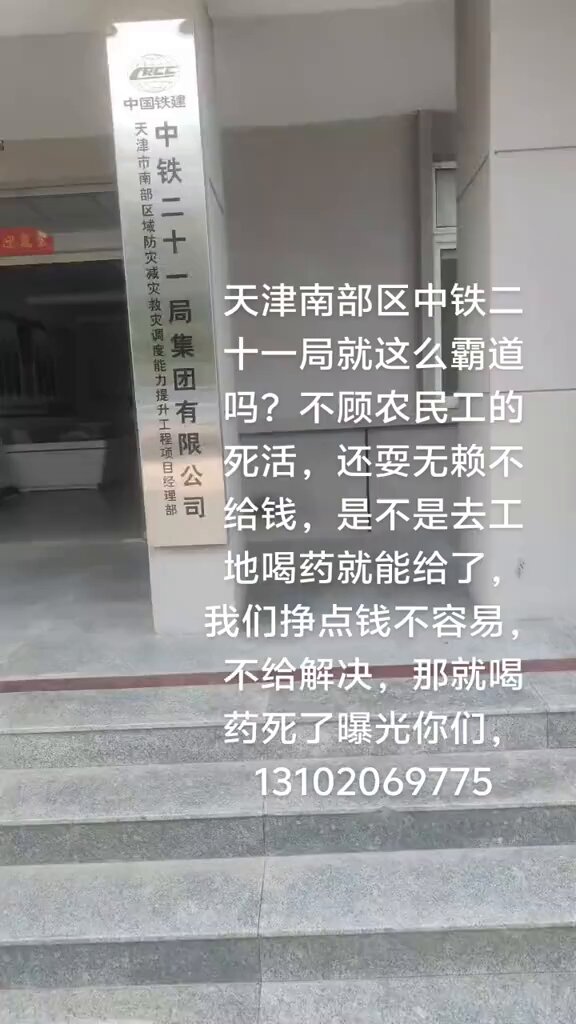 CRCC
中国铁建
中铁二十一局集团有限公司
天津市南部区域防灾减灾救灾调度能力提升工程项目经理部
天津南部区中铁二
十一局就这么霸道
吗？不顾农民工的
死活，还耍无赖不
给钱，是不是去工
地喝药就能给了，
我们挣点钱不容易，
不给解决，那就喝
药死了曝光你们，
13102069775